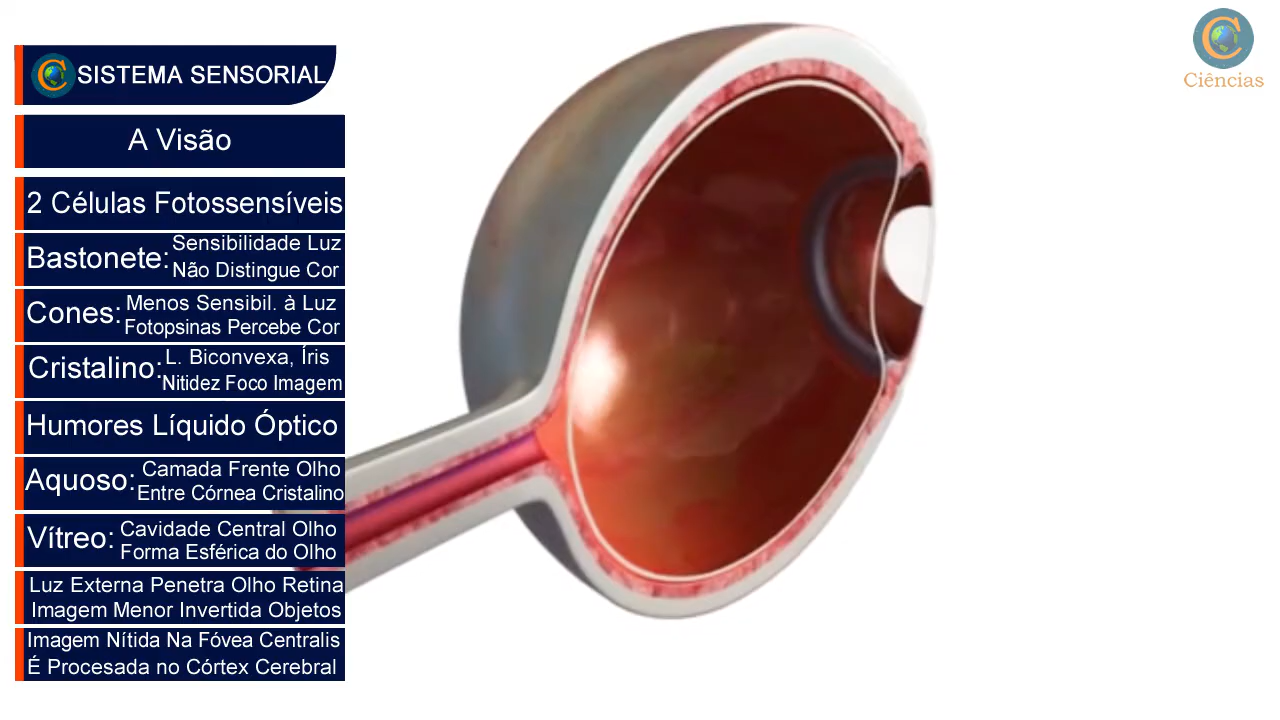 SISTEMA SENSORIAL
A Visão
2 Células Fotossensíveis
Bastonete: Sensibilidade Luz
Não Distingue Cor
Cones: Menos Sensibil. à Luz
Fotopsinas Percebe Cor
Cristalino: L. Biconvexa, Íris
Nitidez Foco Imagem
Humores Líquido Óptico
Aquoso: Camada Frente Olho
Entre Córnea Cristalino
Vítreo: Cavidade Central Olho
Forma Esférica do Olho
Luz Externa Penetra Olho Retina
Imagem Menor Invertida Objetos
Imagem Nítida Na Fóvea Centralis
É Procesada no Córtex Cerebral
Ciências